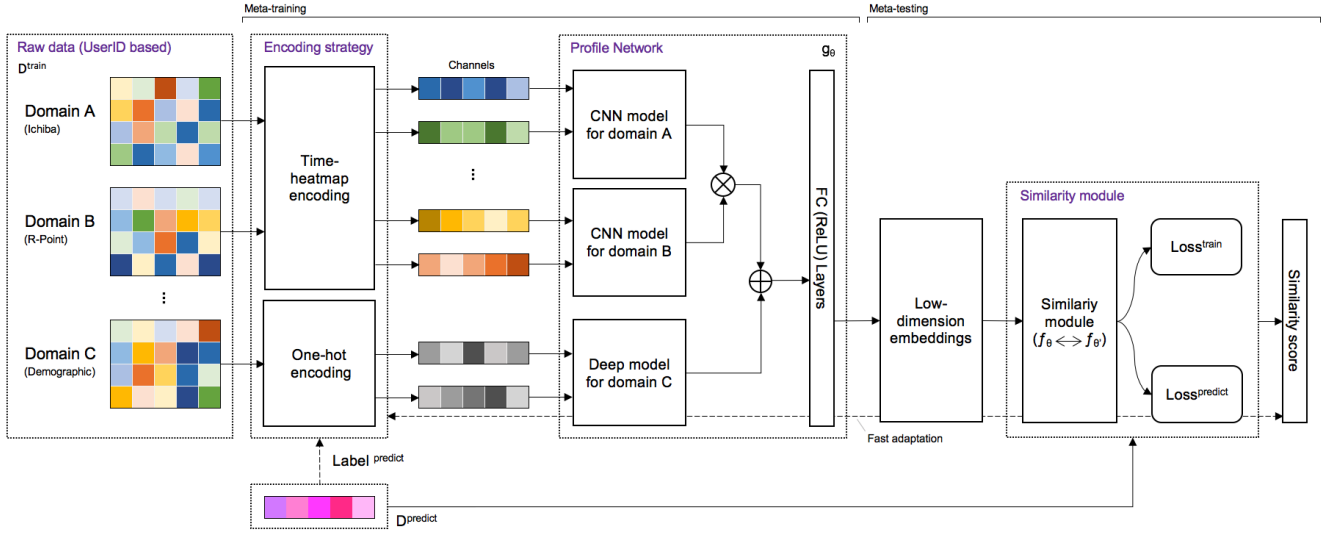 Meta-training
Meta-testing
Raw data (UserID based)
D^train
Domain A
(Ichiba)
Domain B
(R-Point)
⋮
Domain C
(Demographic)
Encoding strategy
Time-
heatmap
encoding
One-hot
encoding
Channels
⋮
Profile Network
g_θ
CNN model
for domain A
CNN model
for domain B
Deep model
for domain C
FC (ReLU) Layers
Low-
dimension
embeddings
Similarity module
Similariy
module
(f_θ ⟷ f_θ')
Loss^train
Loss^predict
Similarity score
Fast adaptation
Label ^predict
D^predict